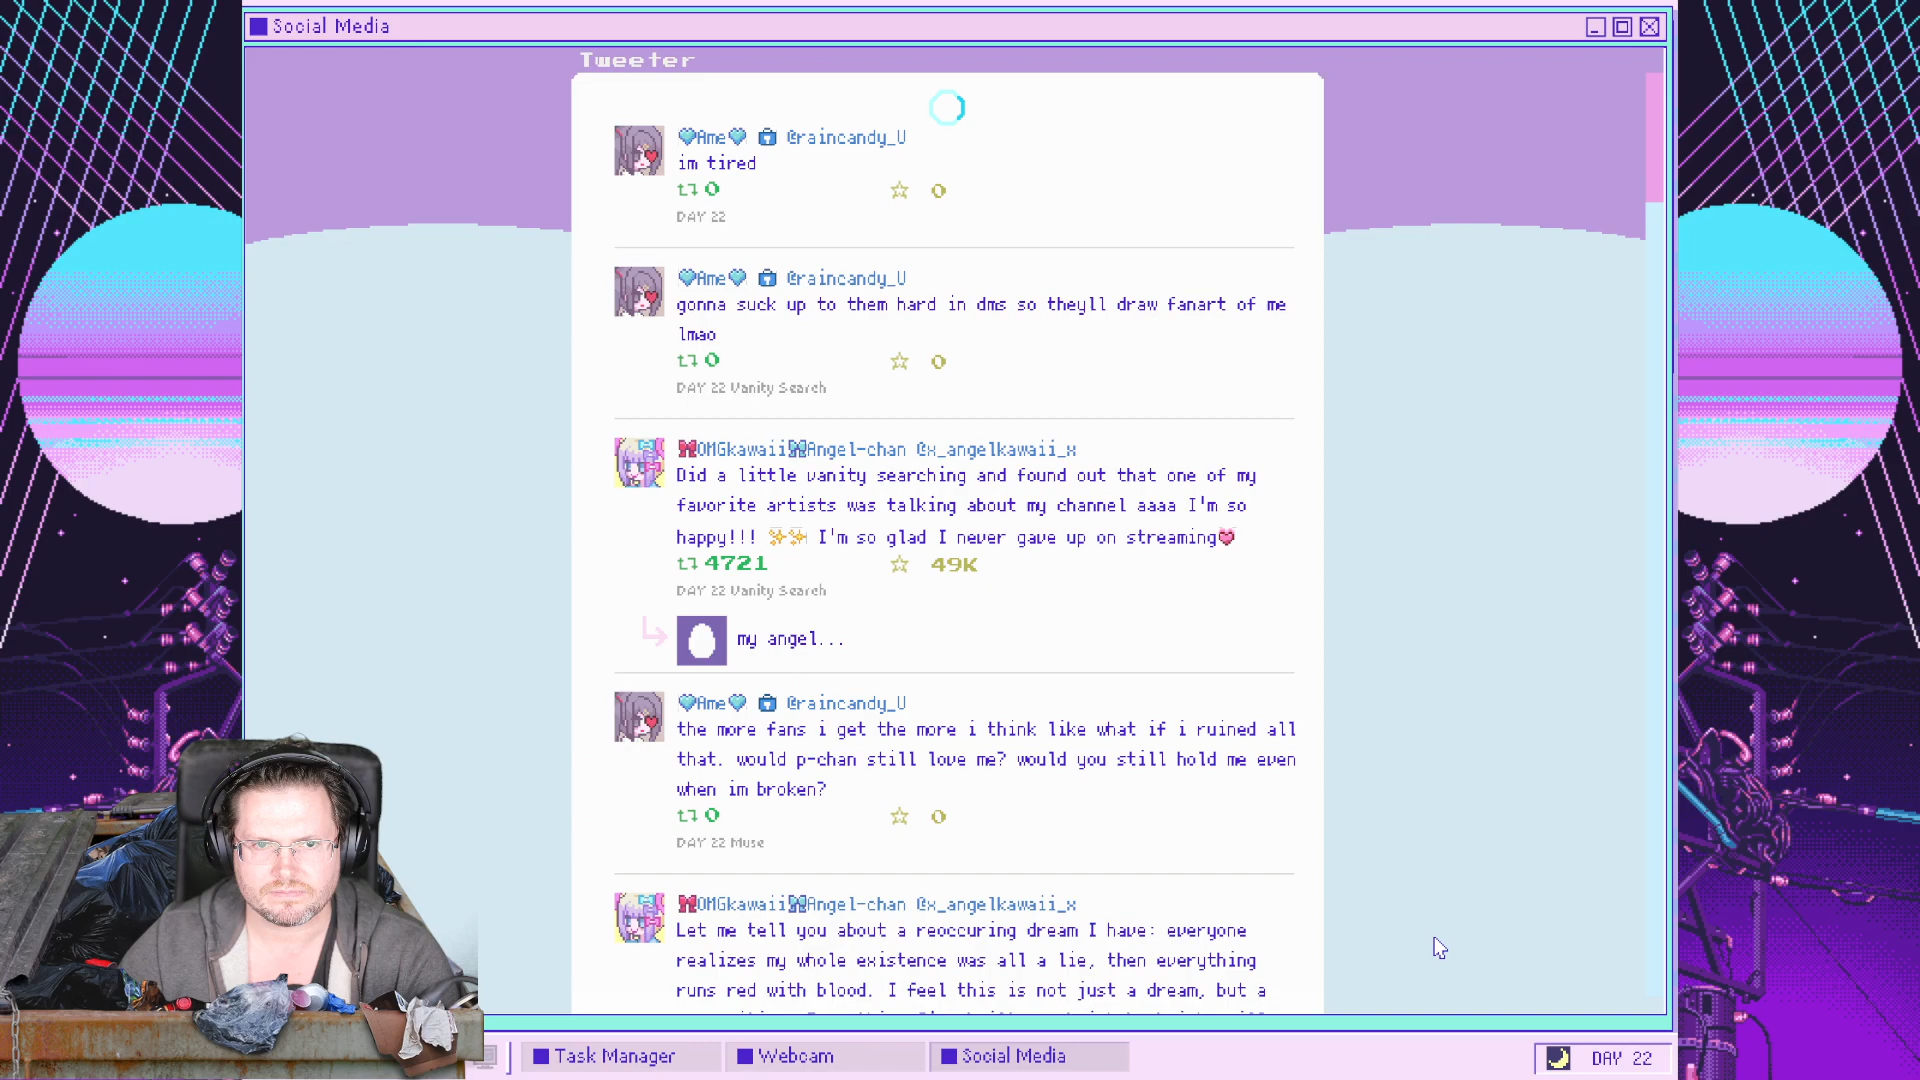 Social Media
Tweeter
Ame @raincandy_U
im tired
0 0
DAY 22
Ame @raincandy_U
gonna suck up to them hard in dms so theyll draw fanart of me
lmao
0 0
DAY 22 Vanity Search
OMGkawaii Angel-chan @x_angelkawaii_x
Did a little vanity searching and found out that one of my
favorite artists was talking about my channel aaaa I'm so
happy!!! ✨✨ I'm so glad I never gave up on streaming
4721 49K
DAY 22 Vanity Search
my angel...
Ame @raincandy_U
the more fans i get the more i think like what if i ruined all
that. would p-chan still love me? would you still hold me even
when im broken?
0 0
DAY 22 Muse
OMGkawaii Angel-chan @x_angelkawaii_x
Let me tell you about a reoccuring dream I have: everyone
realizes my whole existence was all a lie, then everything
runs red with blood. I feel this is not just a dream, but a
Task Manager
Webcam
Social Media
DAY 22